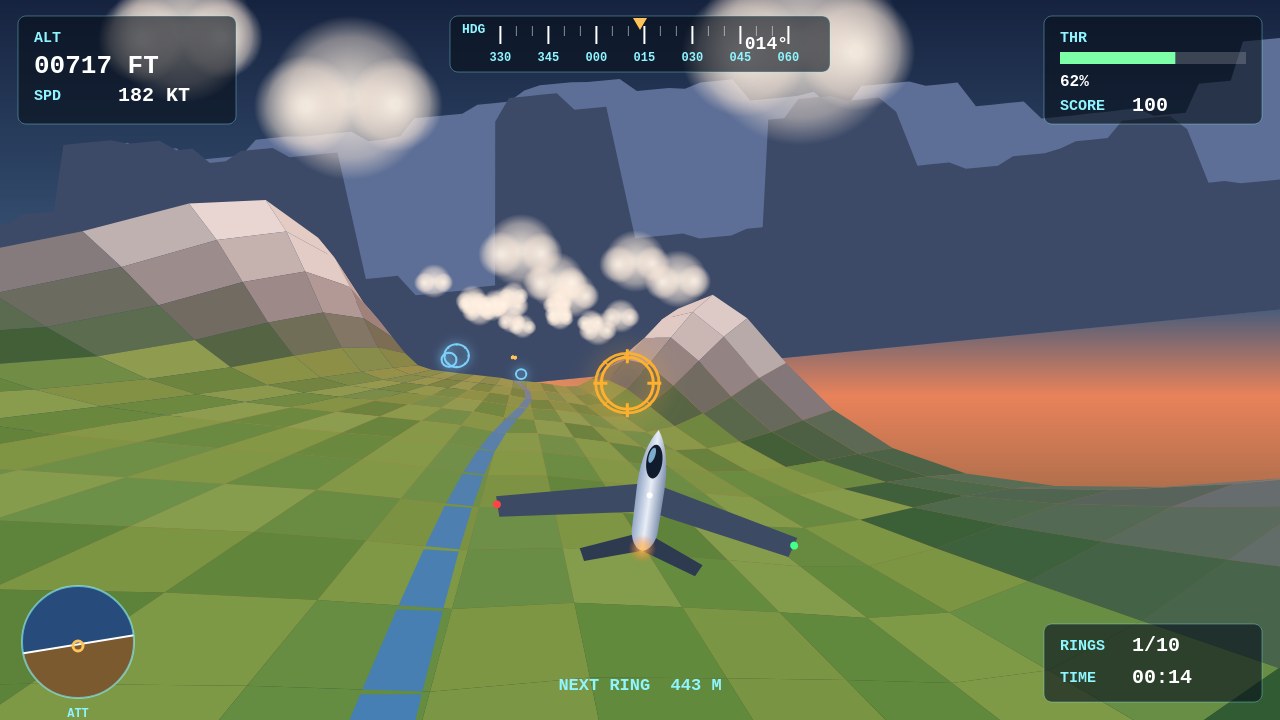 ALT
00717 FT
SPD 182 KT
HDG
014°
330 345 000 015 030 045 060
THR
62%
SCORE 100
NEXT RING 443 M
ATT
RINGS 1/10
TIME 00:14